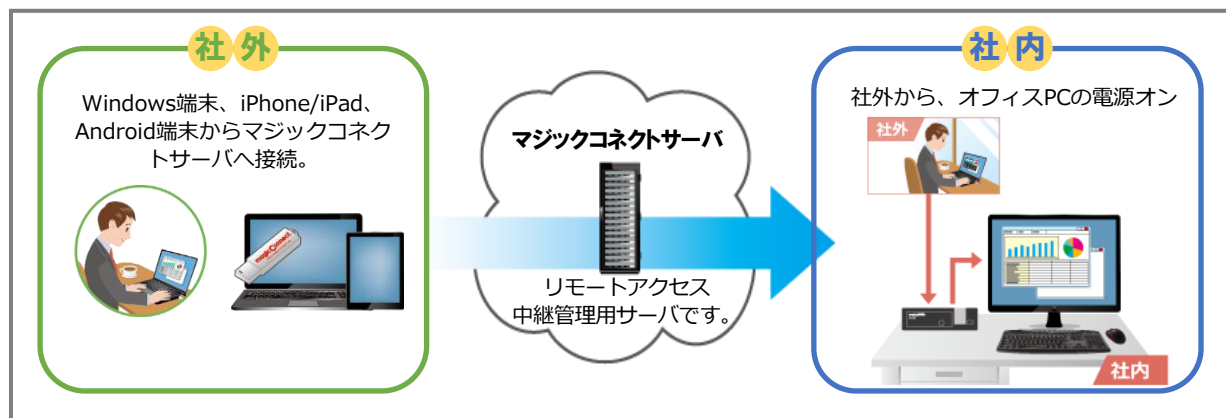 社外
Windows端末、iPhone/iPad、
Android端末からマジックコネク
トサーバへ接続。
magicConnect
マジックコネクトサーバ
リモートアクセス
中継管理用サーバです。
社内
社外から、オフィスPCの電源オン
社外
社内